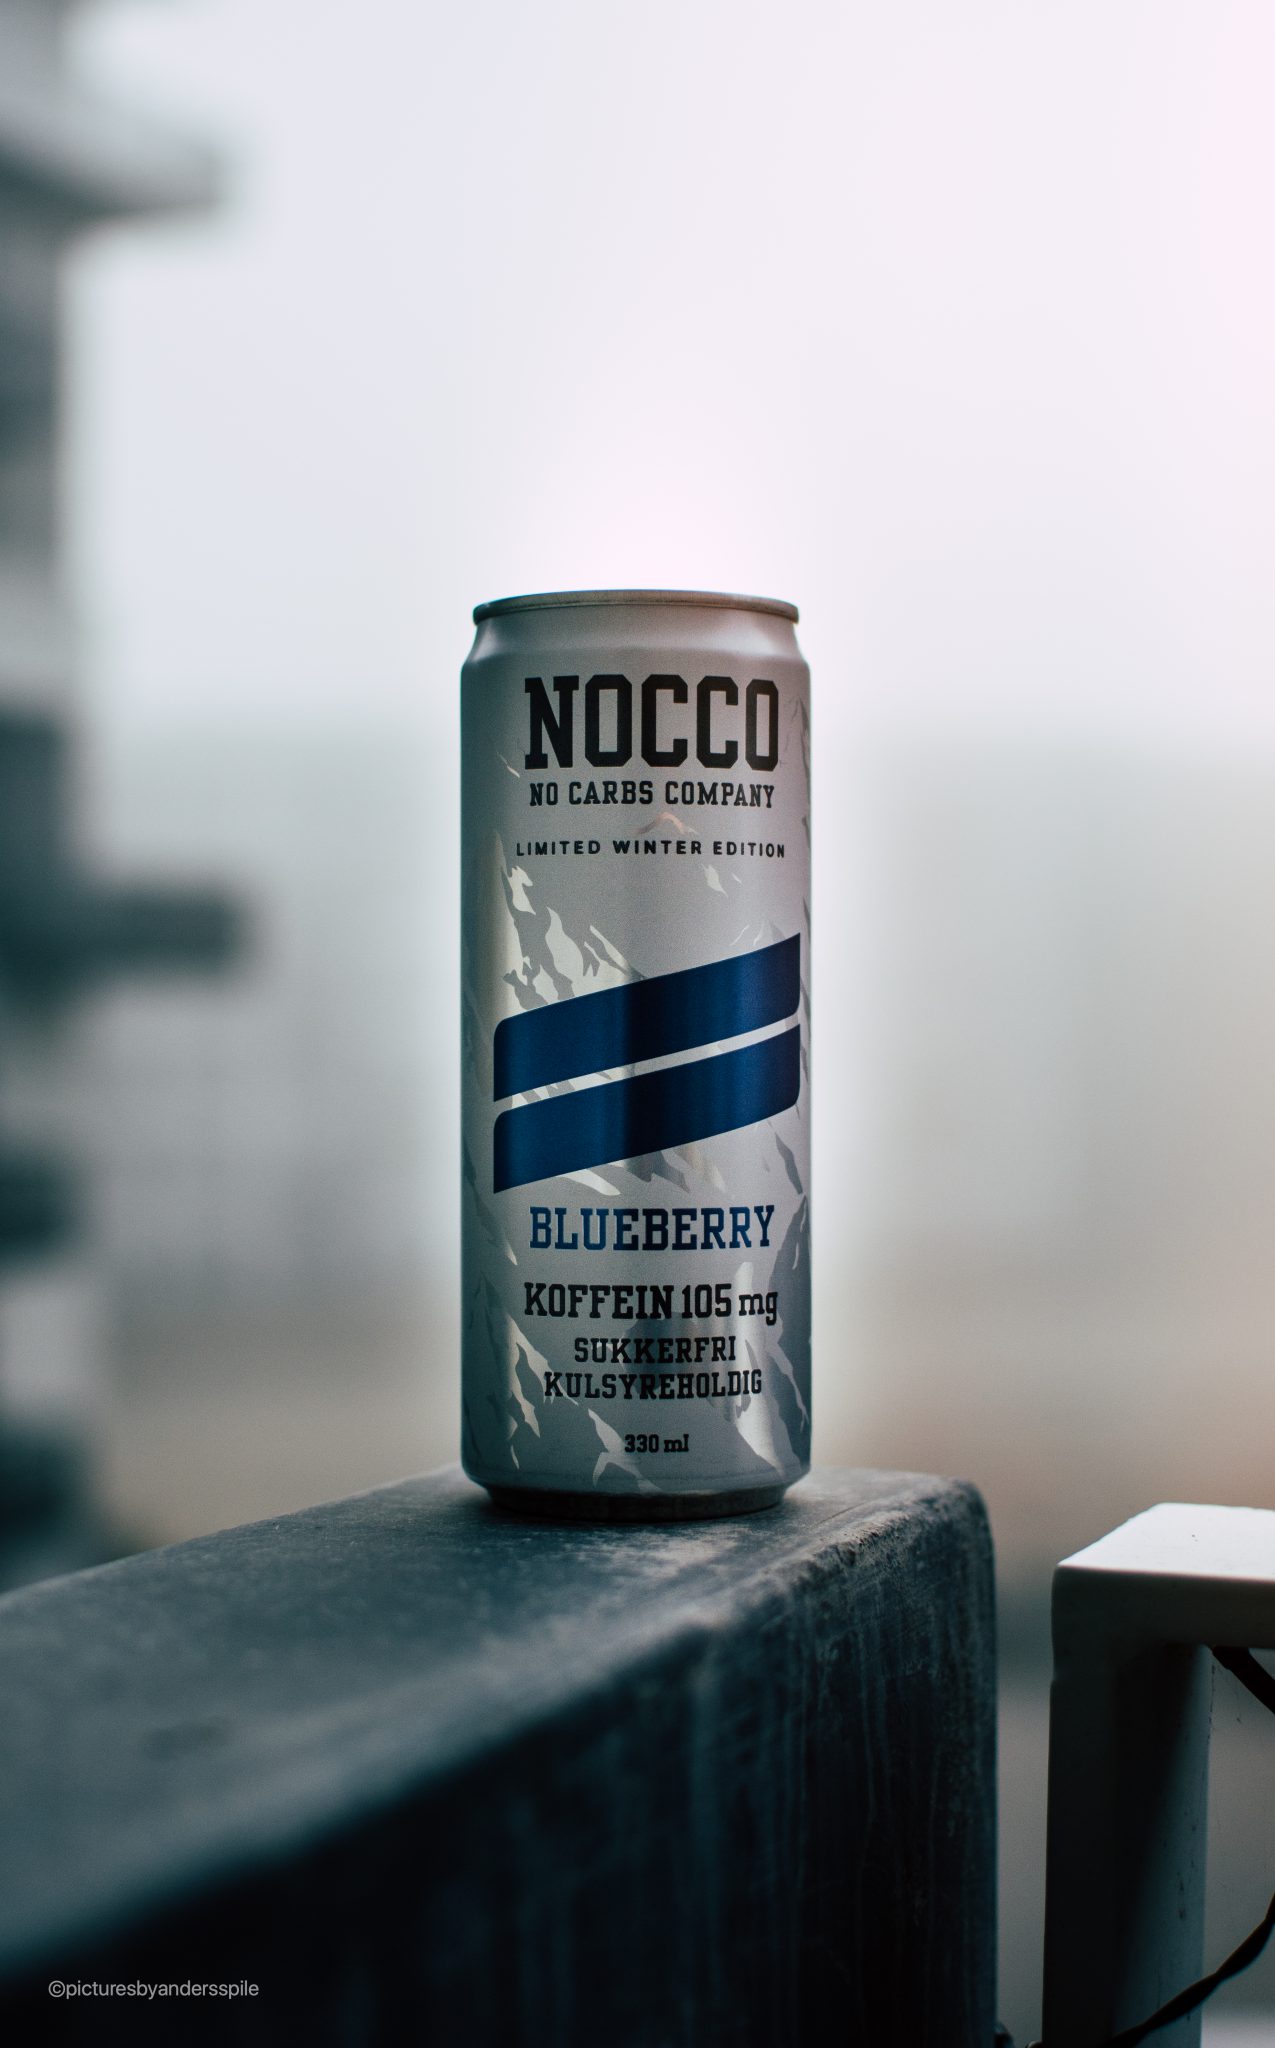 NOCCO
NO CARBS COMPANY
LIMITED WINTER EDITION
BLUEBERRY
KOFFEIN 105 mg
SUKKERFRI
KULSYREHOLDIG
330 ml
©picturesbyandersspile